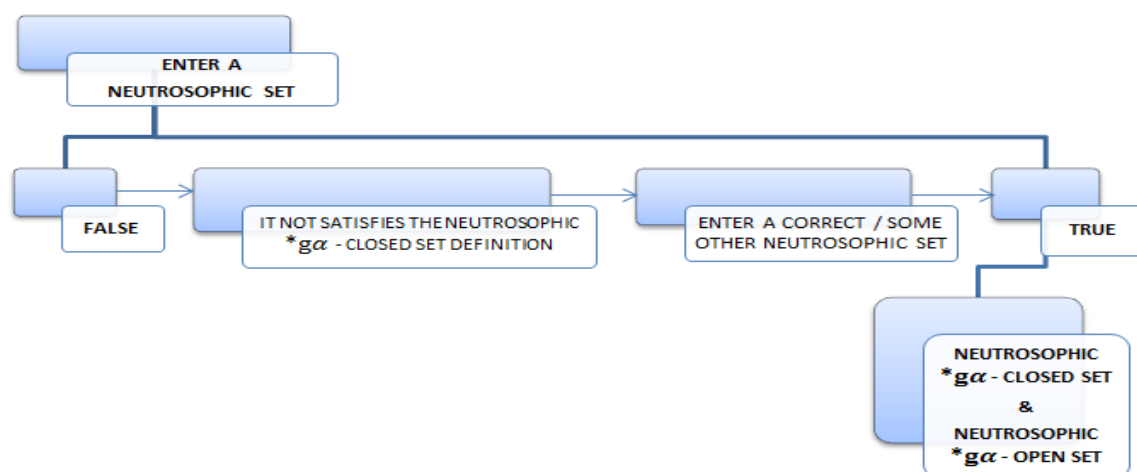 ENTER A
NEUTROSOPHIC SET
FALSE
IT NOT SATISFIES THE NEUTROSOPHIC
*gα - CLOSED SET DEFINITION
ENTER A CORRECT / SOME
OTHER NEUTROSOPHIC SET
TRUE
NEUTROSOPHIC
*gα - CLOSED SET
&
NEUTROSOPHIC
*gα - OPEN SET